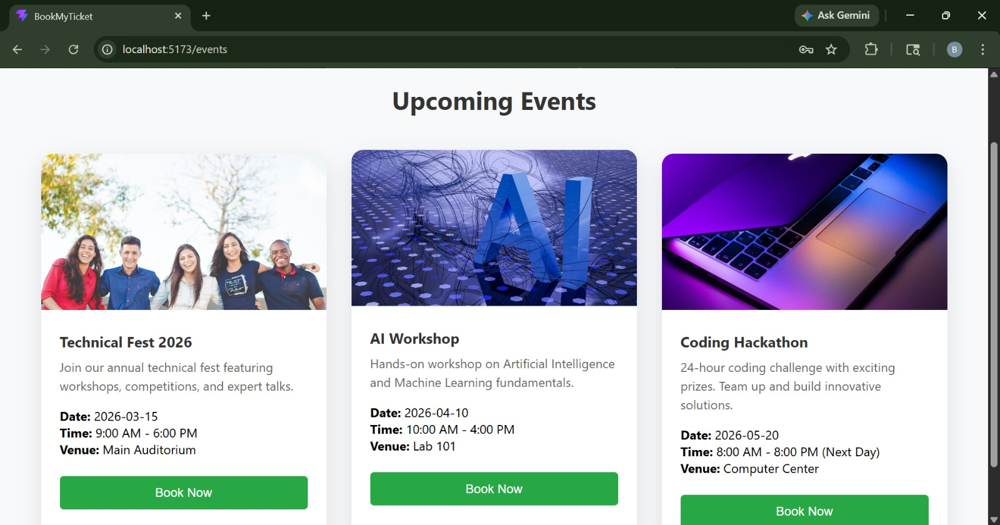 BookMyTicket
Ask Gemini
localhost:5173/events
B
Upcoming Events
AI
Technical Fest 2026
Join our annual technical fest featuring
workshops, competitions, and expert talks.
Date: 2026-03-15
Time: 9:00 AM - 6:00 PM
Venue: Main Auditorium
Book Now
AI Workshop
Hands-on workshop on Artificial Intelligence
and Machine Learning fundamentals.
Date: 2026-04-10
Time: 10:00 AM - 4:00 PM
Venue: Lab 101
Book Now
Coding Hackathon
24-hour coding challenge with exciting
prizes. Team up and build innovative
solutions.
Date: 2026-05-20
Time: 8:00 AM - 8:00 PM (Next Day)
Venue: Computer Center
Book Now